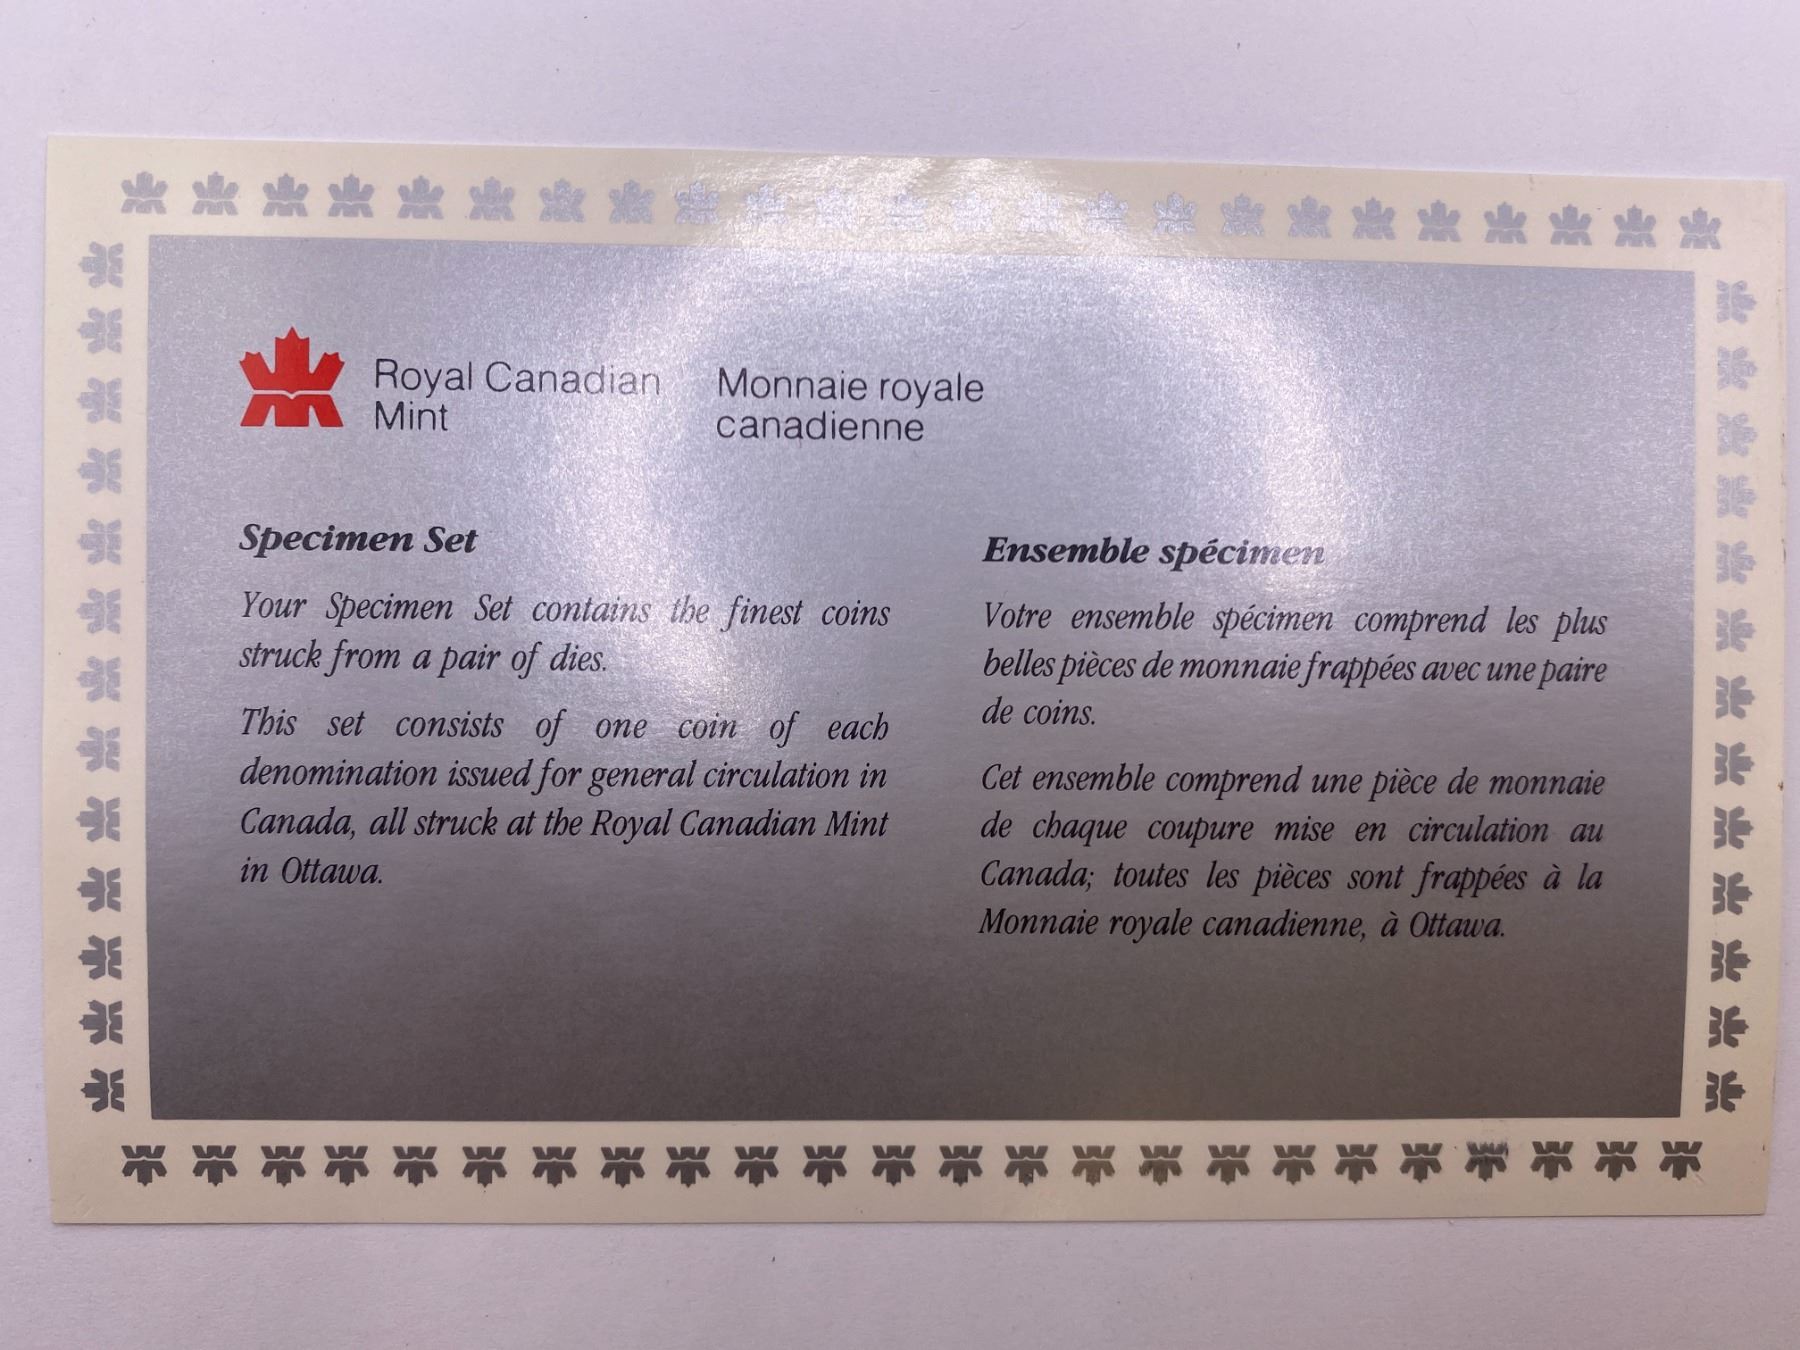 Royal Canadian
Mint
Monnaie royale
canadienne
Specimen Set
Your Specimen Set contains the finest coins
struck from a pair of dies.
This set consists of one coin of each
denomination issued for general circulation in
Canada, all struck at the Royal Canadian Mint
in Ottawa.
Ensemble spécimen
Votre ensemble spécimen comprend les plus
belles pièces de monnaie frappées avec une paire
de coins.
Cet ensemble comprend une pièce de monnaie
de chaque coupure mise en circulation au
Canada; toutes les pièces sont frappées à la
Monnaie royale canadienne, à Ottawa.